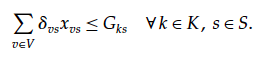 ∑_{v∈V} δ_{vs} x_{vs} ≤ G_{ks} ∀ k ∈ K, s ∈ S.